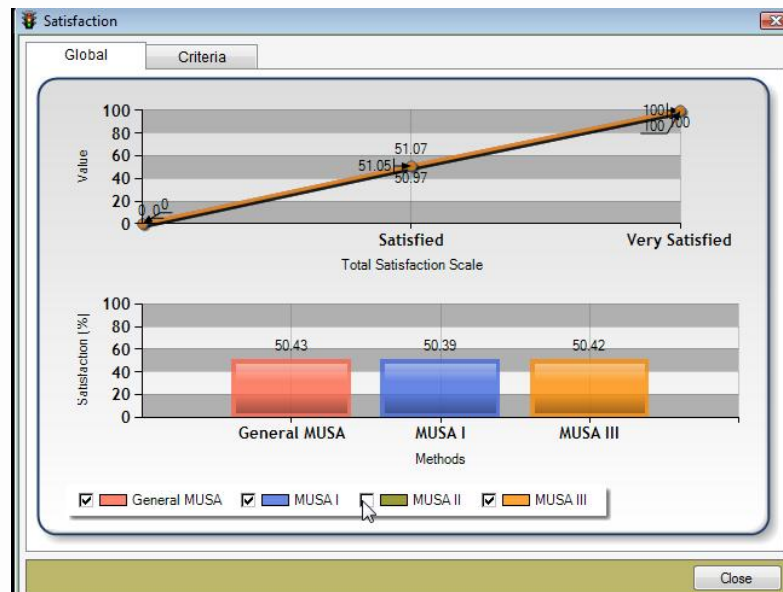 Satisfaction
Global Criteria
100
80
60
40
20
0
Value
0 0 0
51.07
51.05
50.97
100
100 100
Satisfied Very Satisfied
Total Satisfaction Scale
100
80
60
40
20
0
Satisfaction [%]
50.43 50.39 50.42
General MUSA MUSA I MUSA III
Methods
General MUSA MUSA I MUSA II MUSA III
Close